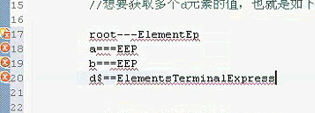 15 //想要获取多个d元素的值，也就是如下
16
17 root---ElementEp
18 a===EEP
19 b===EEP
20 d$==ElementsTerminalExpress
22